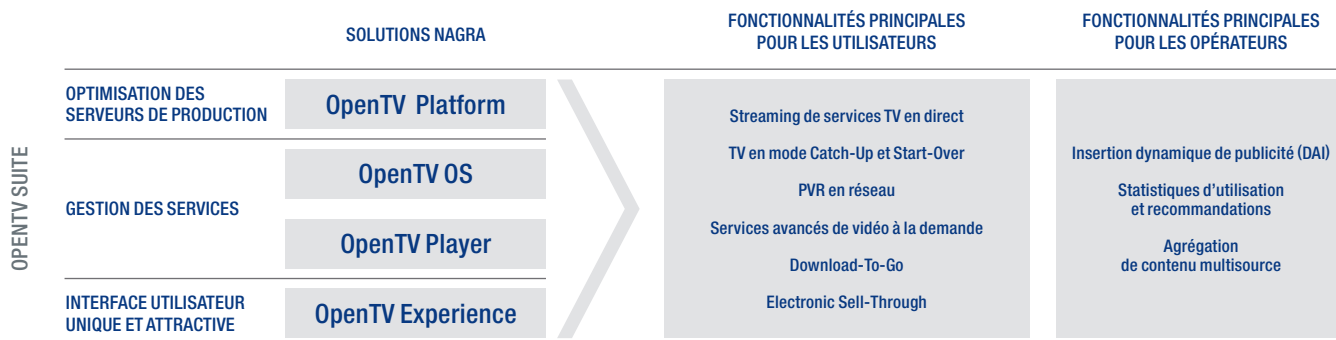 SOLUTIONS NAGRA
FONCTIONNALITÉS PRINCIPALES
POUR LES UTILISATEURS
FONCTIONNALITÉS PRINCIPALES
POUR LES OPÉRATEURS
OPENTV SUITE
OPTIMISATION DES
SERVEURS DE PRODUCTION
OpenTV Platform
GESTION DES SERVICES
OpenTV OS
OpenTV Player
INTERFACE UTILISATEUR
UNIQUE ET ATTRACTIVE
OpenTV Experience
Streaming de services TV en direct
TV en mode Catch-Up et Start-Over
PVR en réseau
Services avancés de vidéo à la demande
Download-To-Go
Electronic Sell-Through
Insertion dynamique de publicité (DAI)
Statistiques d’utilisation
et recommandations
Agrégation
de contenu multisource